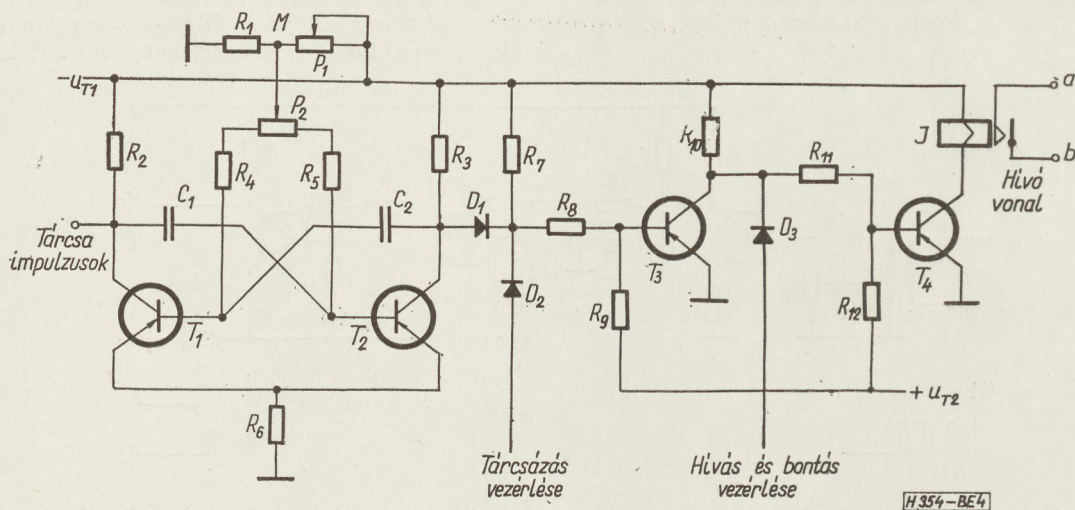 R1
M
P1
−uT1
P2
R2
R4
R5
R3
R7
K10
R11
J
a
b
Hívó
vonal
C1
C2
D1
R8
D3
Tárcsa
impulzusok
T1
T2
D2
T3
R9
R12
T4
R6
+uT2
Tárcsázás
vezérlése
Hívás és bontás
vezérlése
H354-BE4